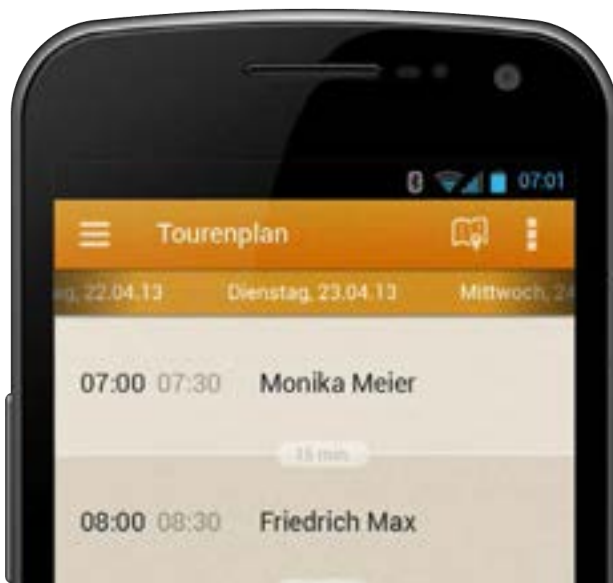 07:01
Tourenplan
g, 22.04.13 Dienstag, 23.04.13 Mittwoch, 24
07:00 07:30 Monika Meier
15 min
08:00 08:30 Friedrich Max